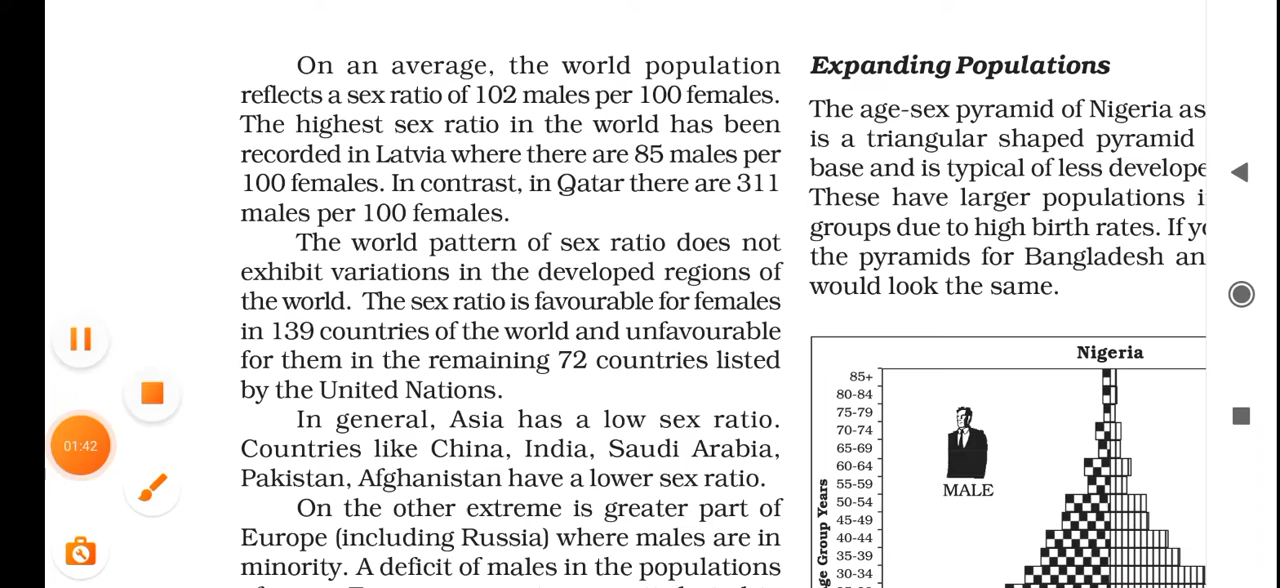 On an average, the world population
reflects a sex ratio of 102 males per 100 females.
The highest sex ratio in the world has been
recorded in Latvia where there are 85 males per
100 females. In contrast, in Qatar there are 311
males per 100 females.
The world pattern of sex ratio does not
exhibit variations in the developed regions of
the world. The sex ratio is favourable for females
in 139 countries of the world and unfavourable
for them in the remaining 72 countries listed
by the United Nations.
In general, Asia has a low sex ratio.
Countries like China, India, Saudi Arabia,
Pakistan, Afghanistan have a lower sex ratio.
On the other extreme is greater part of
Europe (including Russia) where males are in
minority. A deficit of males in the populations
Expanding Populations
The age-sex pyramid of Nigeria as
is a triangular shaped pyramid
base and is typical of less develope
These have larger populations i
groups due to high birth rates. If yo
the pyramids for Bangladesh an
would look the same.
Nigeria
85+
80-84
75-79
70-74
65-69
60-64
55-59
50-54
45-49
40-44
35-39
30-34
MALE
ge Group Years
01:42